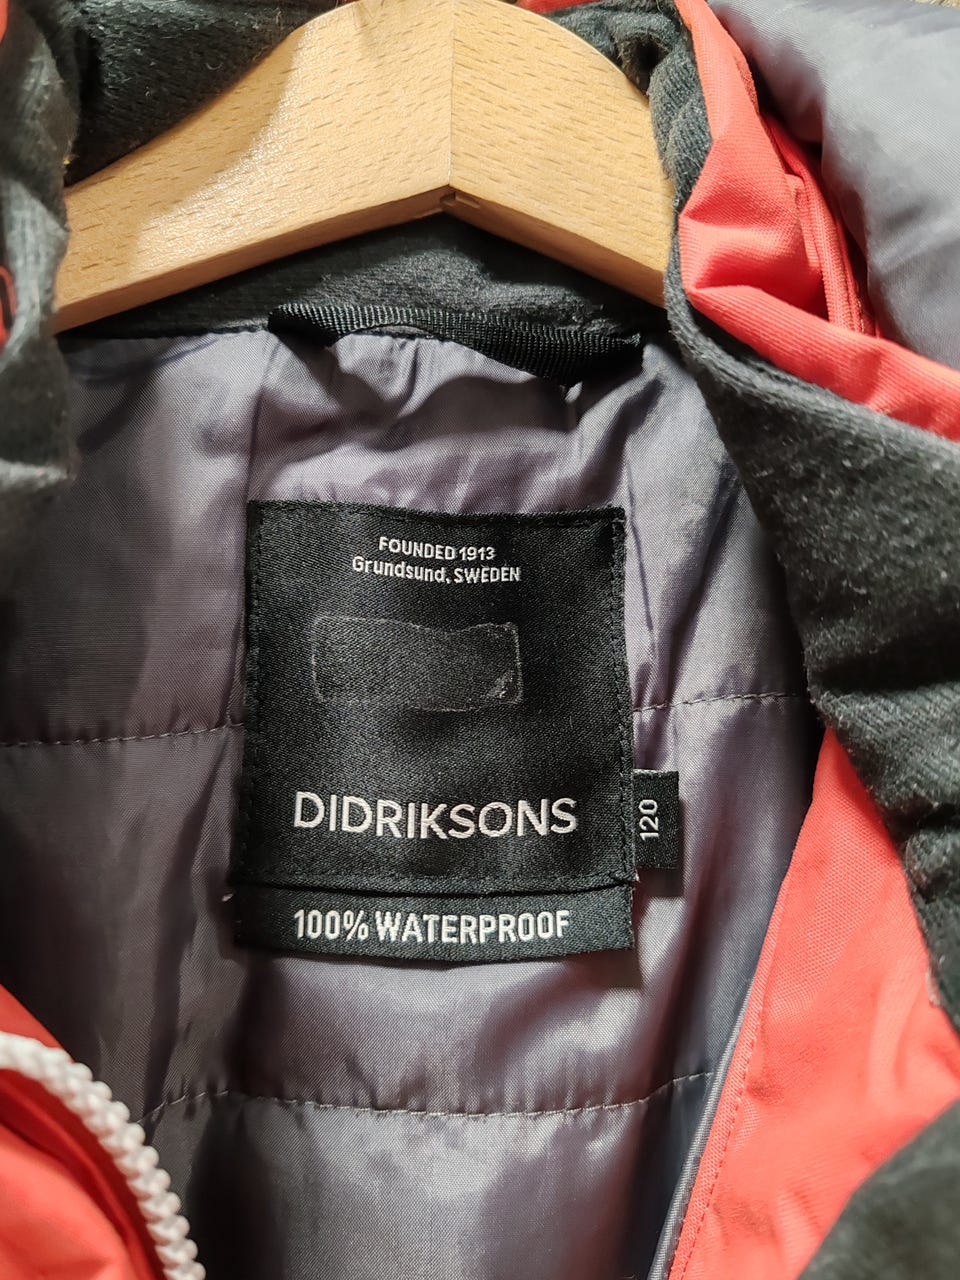 FOUNDED 1913
Grundsund. SWEDEN
DIDRIKSONS
120
100% WATERPROOF